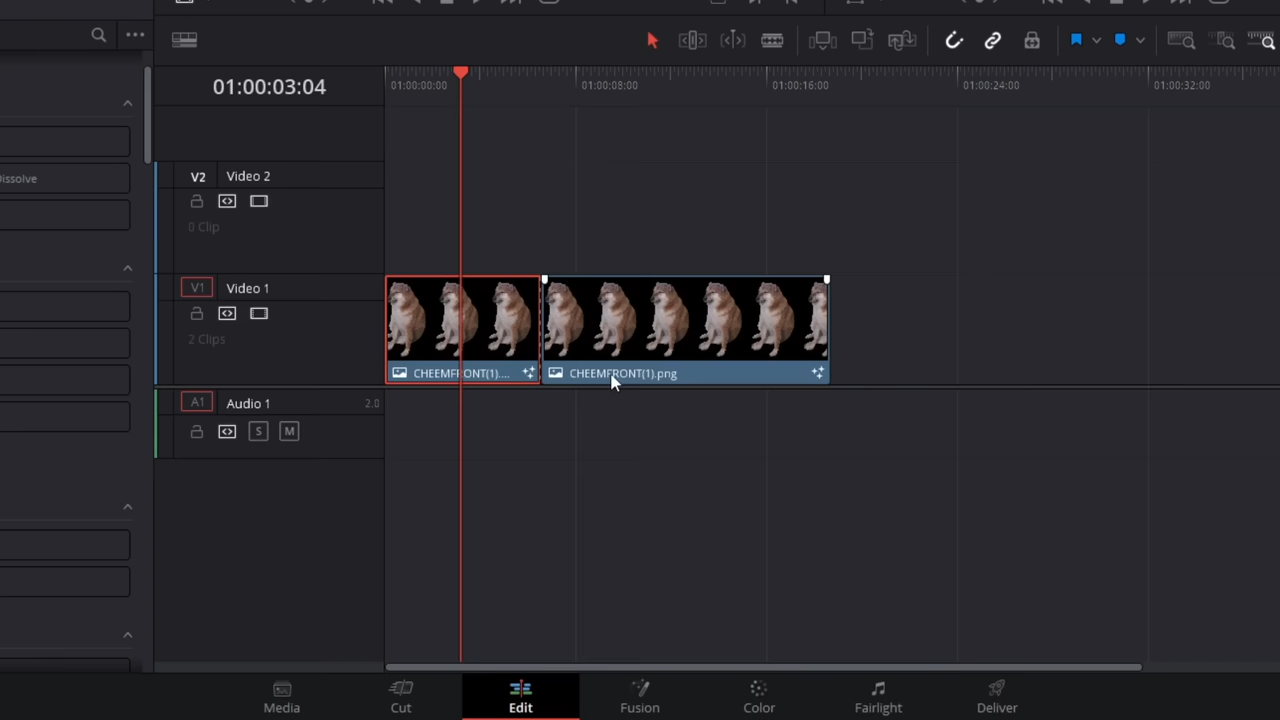 01:00:03:04
01:00:00:00
01:00:08:00
01:00:16:00
01:00:24:00
01:00:32:00
Dissolve
V2 Video 2
0 Clip
V1 Video 1
2 Clips
CHEEMFRONT(1)....
CHEEMFRONT(1).png
A1 Audio 1 2.0
S M
Media
Cut
Edit
Fusion
Color
Fairlight
Deliver